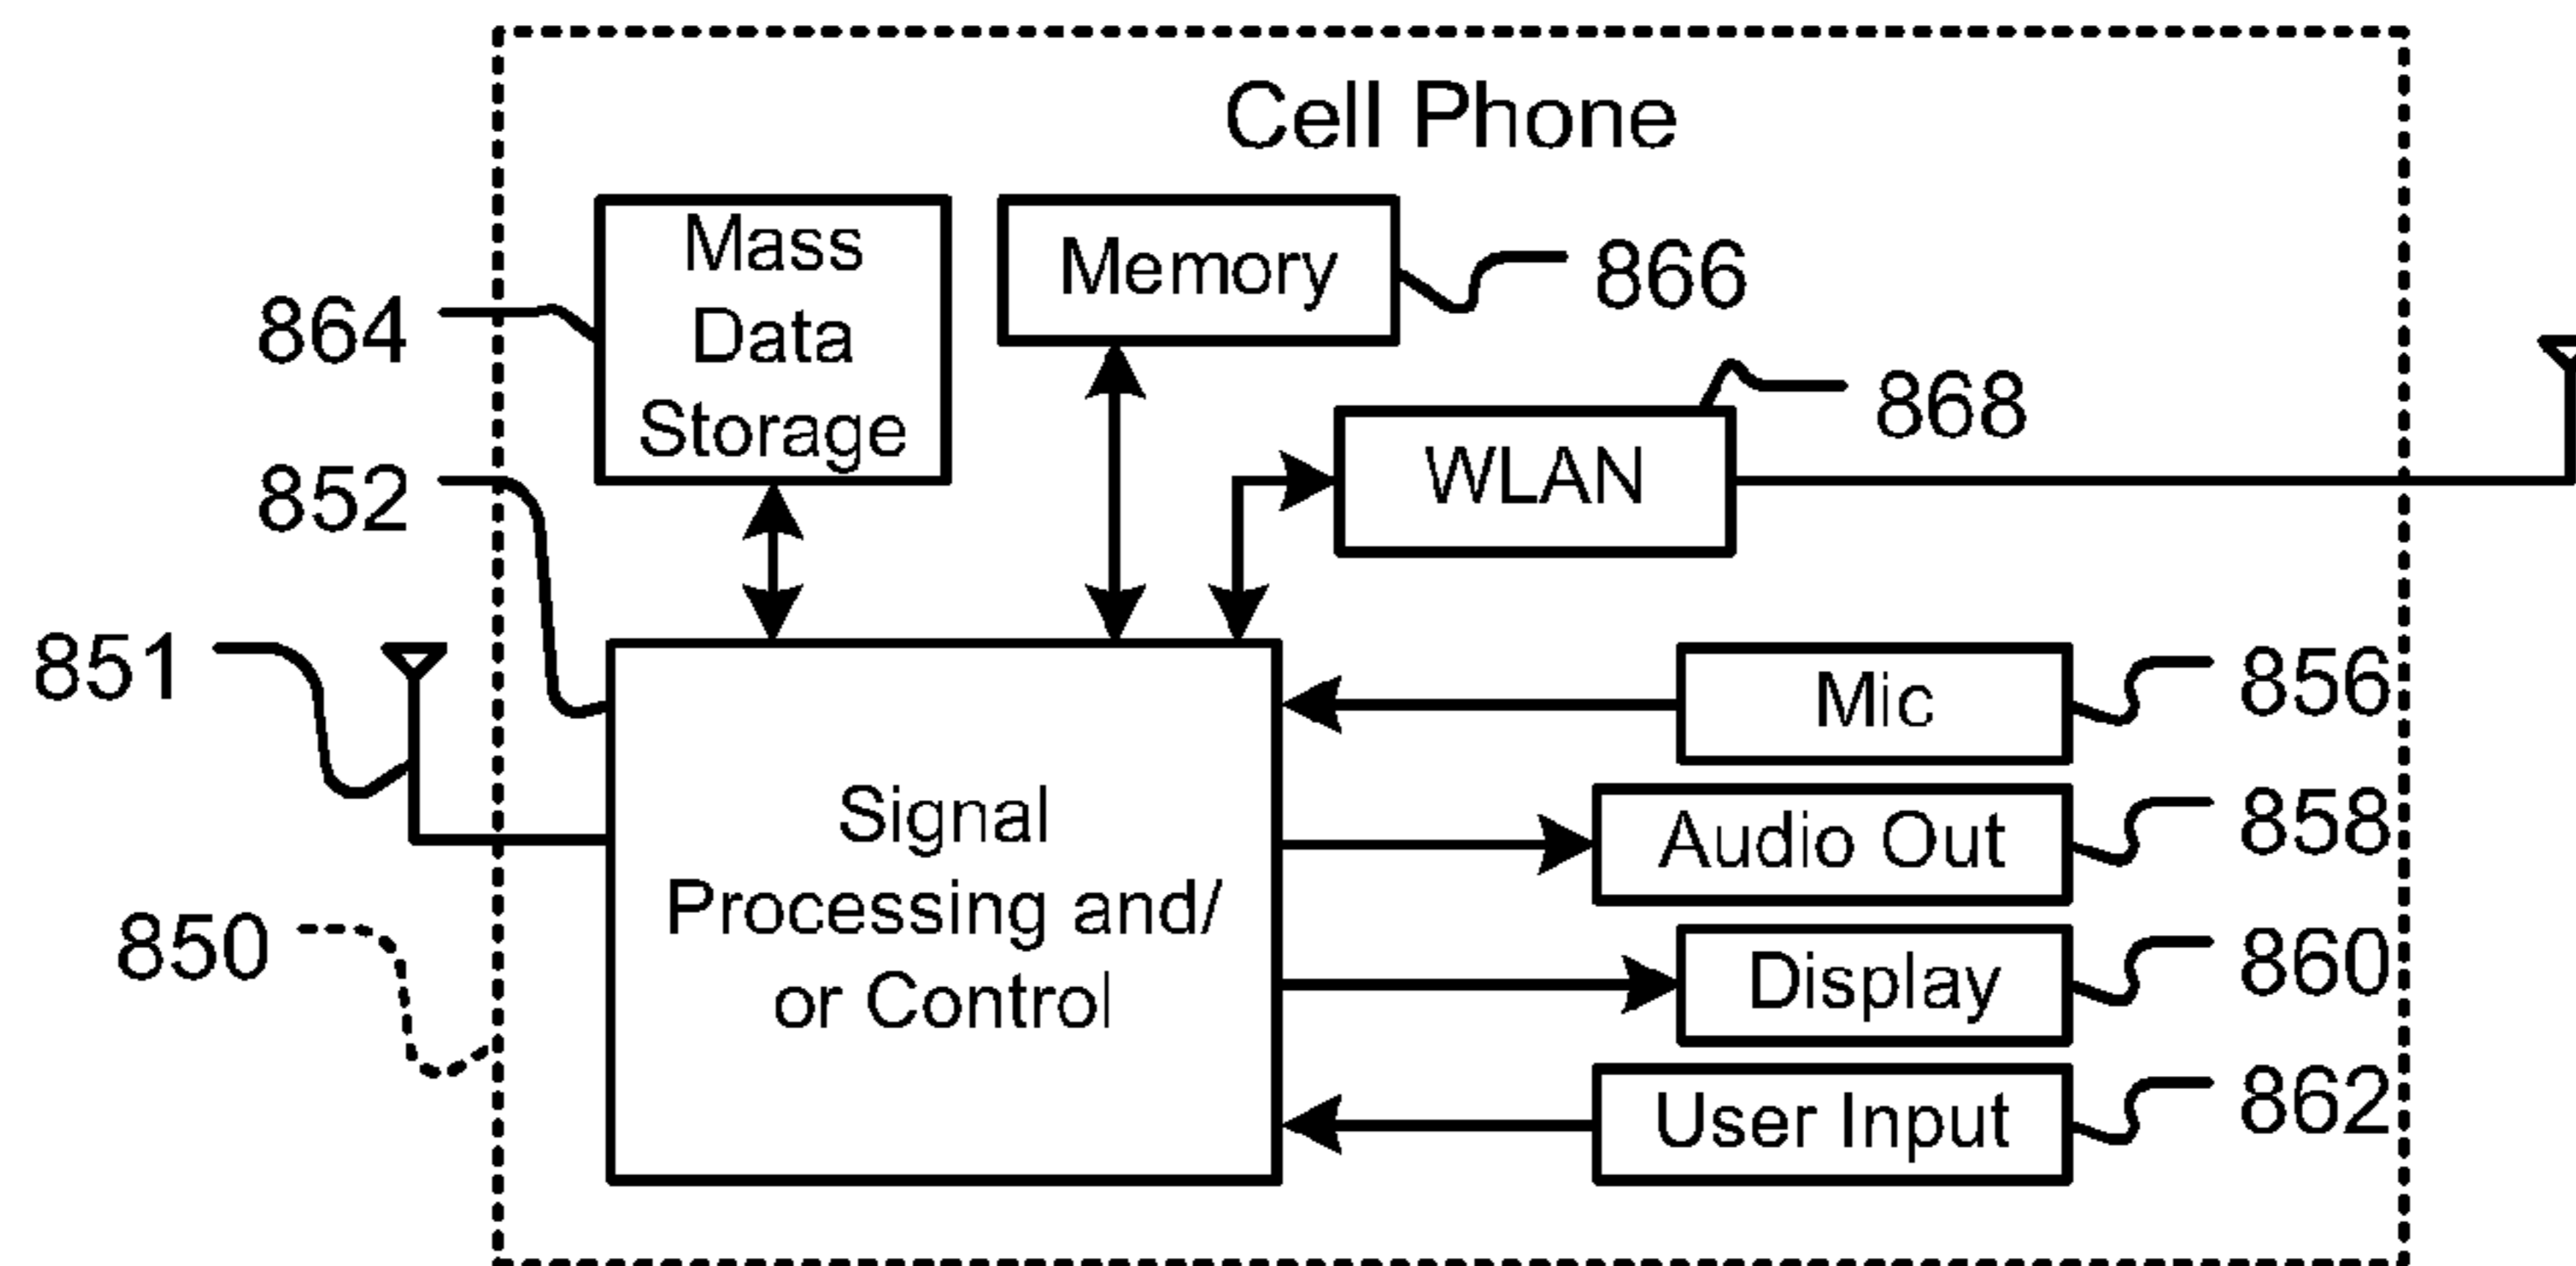 Cell Phone
Mass
Data
Storage
Memory
866
864
868
WLAN
852
851
Mic
856
Signal
Processing and/
or Control
Audio Out
858
850
Display
860
User Input
862